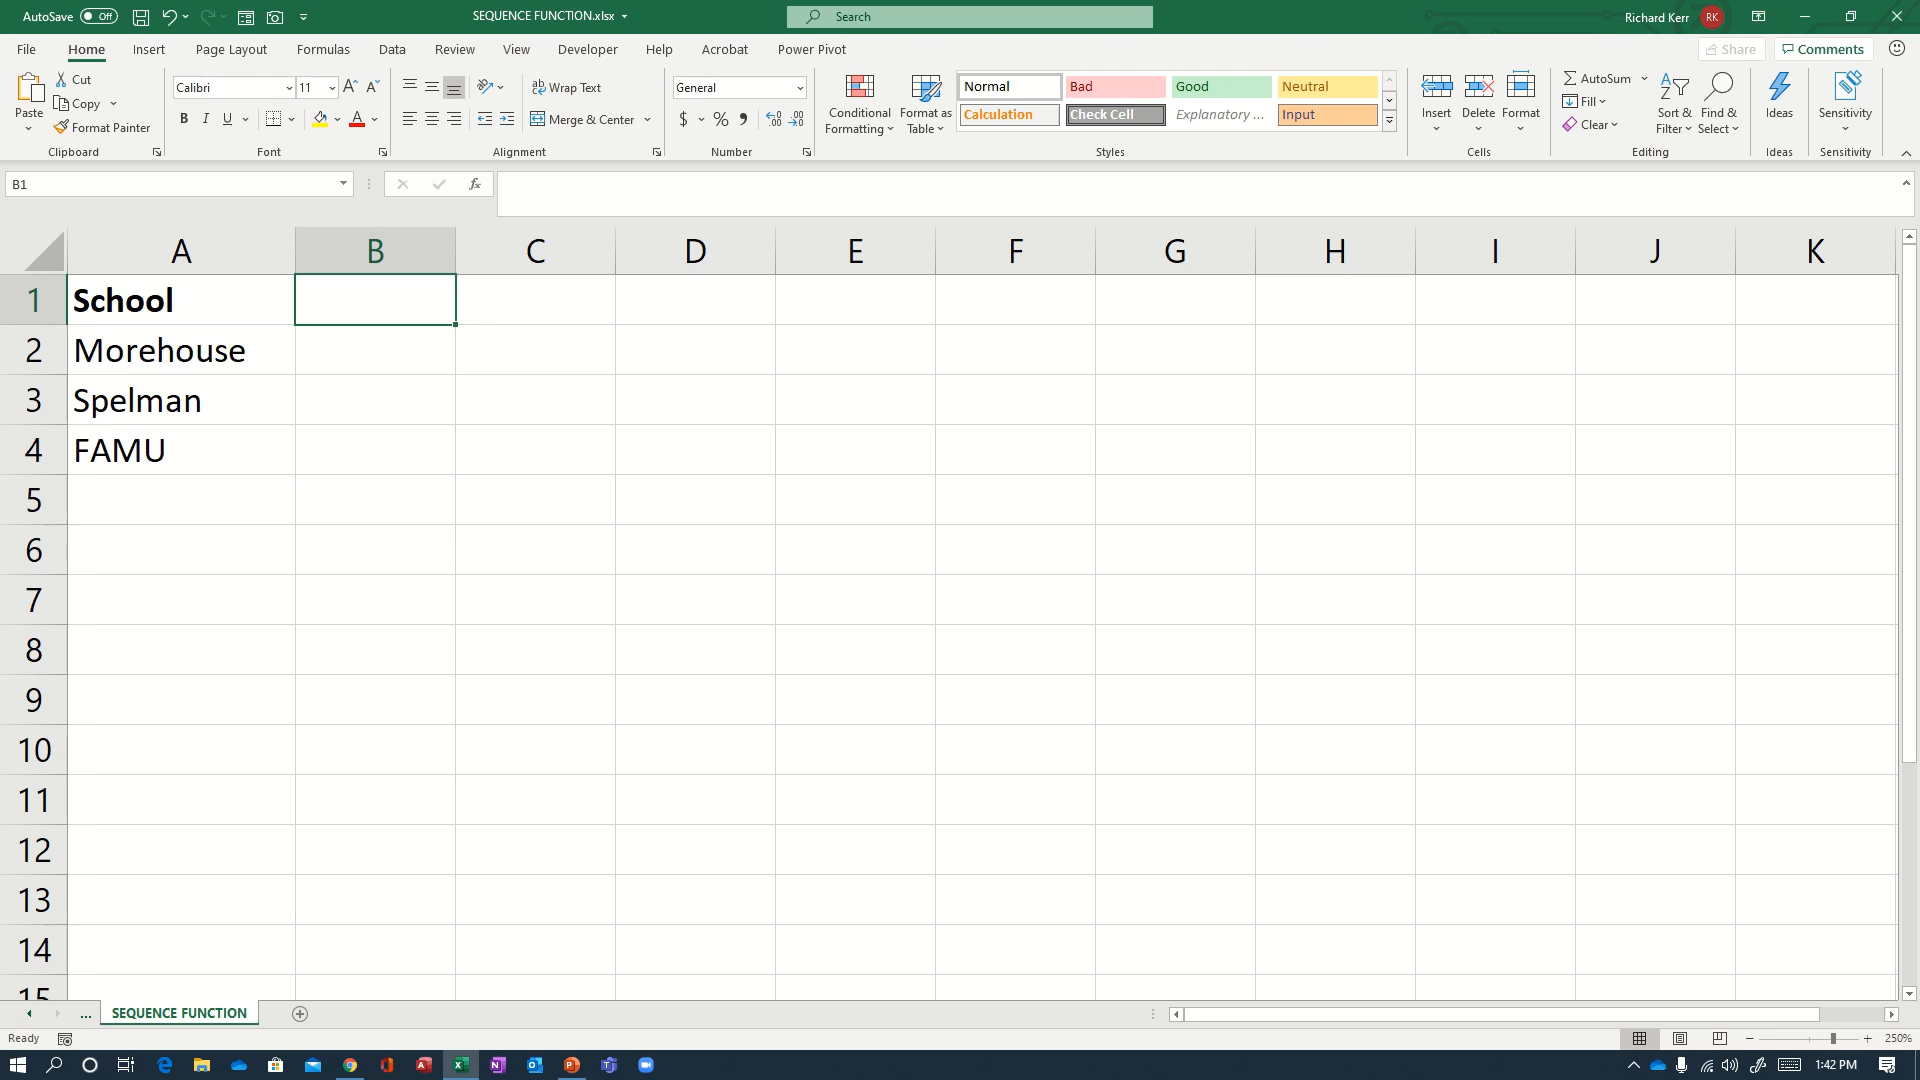 AutoSave Off SEQUENCE FUNCTION.xlsx Search Richard Kerr RK
File Home Insert Page Layout Formulas Data Review View Developer Help Acrobat Power Pivot Share Comments
Paste Cut Copy Format Painter
Calibri 11
B I U A
Wrap Text
Merge & Center
General
$ % 9
Conditional Formatting
Format as Table
Normal Bad Good Neutral
Calculation Check Cell Explanatory ... Input
Insert Delete Format
AutoSum Fill Clear
Sort & Filter
Find & Select
Ideas Sensitivity
Clipboard Font Alignment Number Styles Cells Editing Ideas Sensitivity
B1 fx
A B C D E F G H I J K
1 School
2 Morehouse
3 Spelman
4 FAMU
5
6
7
8
9
10
11
12
13
14
15
... SEQUENCE FUNCTION
Ready 250%
1:42 PM